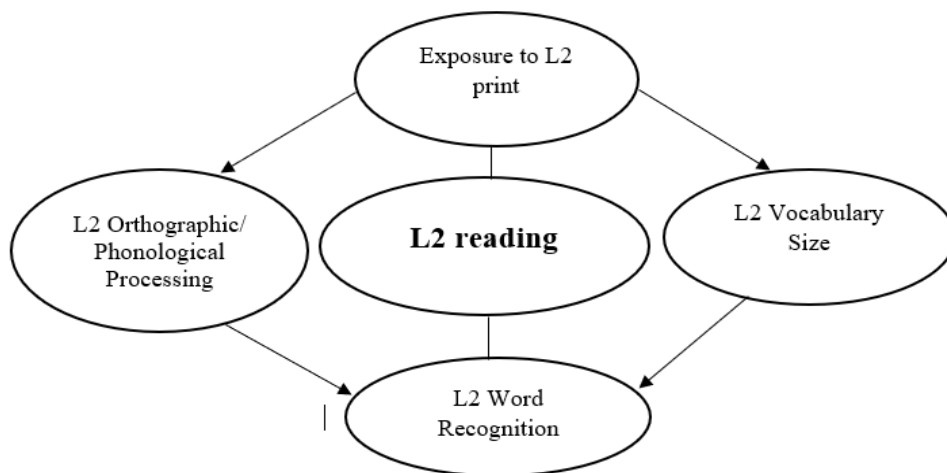 Exposure to L2
print
L2 Orthographic/
Phonological
Processing
L2 reading
L2 Vocabulary
Size
L2 Word
Recognition